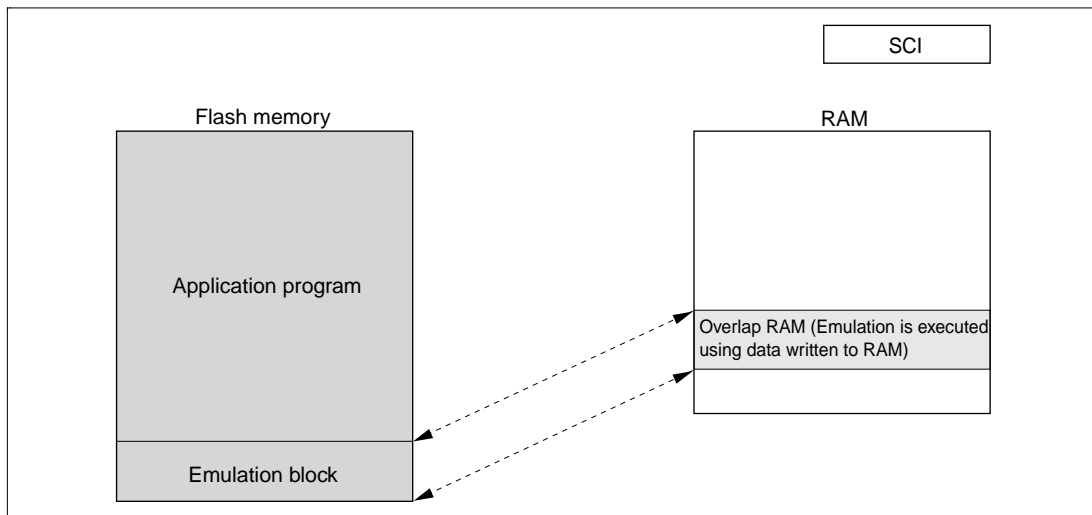 SCI
Flash memory
RAM
Application program
Overlap RAM (Emulation is executed
using data written to RAM)
Emulation block